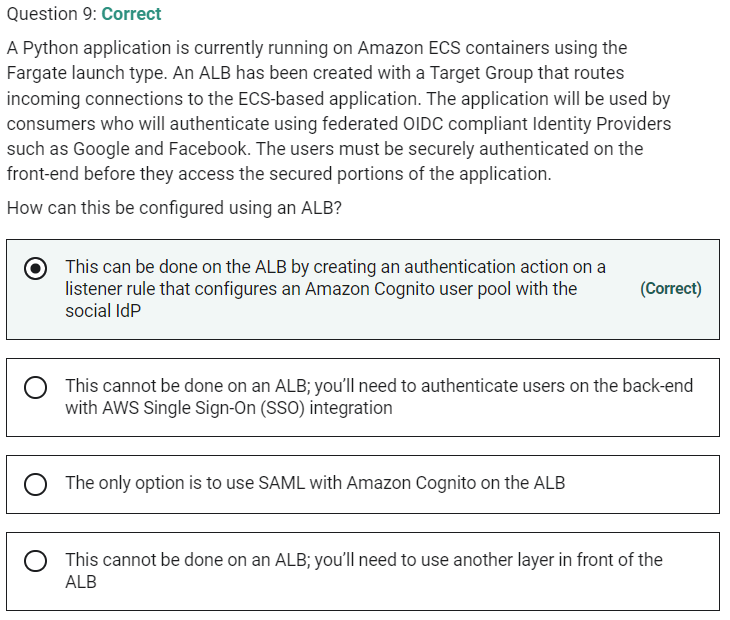 Question 9: Correct
A Python application is currently running on Amazon ECS containers using the
Fargate launch type. An ALB has been created with a Target Group that routes
incoming connections to the ECS-based application. The application will be used by
consumers who will authenticate using federated OIDC compliant Identity Providers
such as Google and Facebook. The users must be securely authenticated on the
front-end before they access the secured portions of the application.
How can this be configured using an ALB?
This can be done on the ALB by creating an authentication action on a
listener rule that configures an Amazon Cognito user pool with the
social IdP
(Correct)
This cannot be done on an ALB; you’ll need to authenticate users on the back-end
with AWS Single Sign-On (SSO) integration
The only option is to use SAML with Amazon Cognito on the ALB
This cannot be done on an ALB; you’ll need to use another layer in front of the
ALB